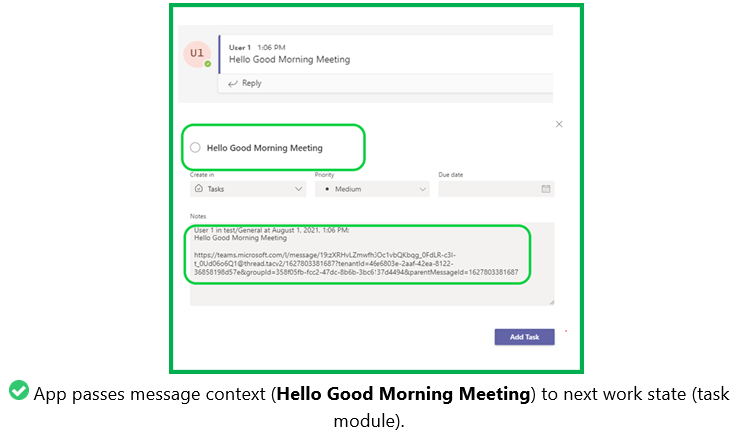 U1
User 1 1:06 PM
Hello Good Morning Meeting
Reply
Hello Good Morning Meeting
Create in
Priority
Due date
Tasks
Medium
Notes
User 1 in test/General at August 1, 2021, 1:06 PM:
Hello Good Morning Meeting
https://teams.microsoft.com/l/message/19:zXRHvLZmwfhJOc1vbQKbqg_0FdLR-c3I-
t_0Ud06o6Q1@thread.tacv2/1627803381687?tenantId=46e6803e-2aaf-42ea-8122-
36858198d57e&groupId=358f05fb-fcc2-47dc-8b6b-3bc6137d4494&parentMessageId=1627803381687
Add Task
App passes message context (Hello Good Morning Meeting) to next work state (task
module).